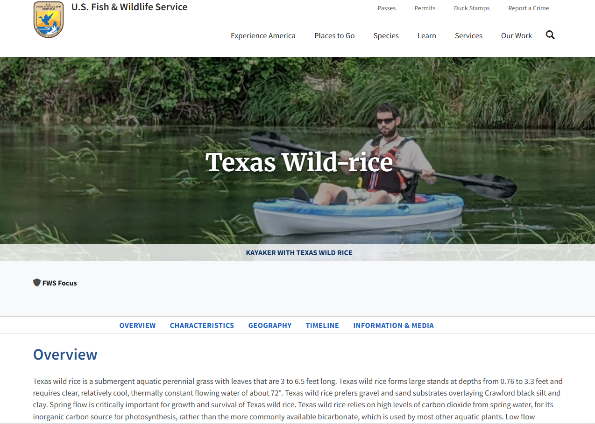 U.S. Fish & Wildlife Service
Passes Permits Duck Stamps Report a Crime
Experience America Places to Go Species Learn Services Our Work
Texas Wild-rice
KAYAKER WITH TEXAS WILD RICE
FWS Focus
OVERVIEW CHARACTERISTICS GEOGRAPHY TIMELINE INFORMATION & MEDIA
Overview
Texas wild rice is a submergent aquatic perennial grass with leaves that are 3 to 6.5 feet long. Texas wild rice forms large stands at depths from 0.76 to 3.3 feet and
requires clear, relatively cool, thermally constant flowing water of about 72°. Texas wild rice prefers gravel and sand substrates overlaying Crawford black silt and
clay. Spring flow is critically important for growth and survival of Texas wild rice. Texas wild rice relies on high levels of carbon dioxide from spring water, for its
inorganic carbon source for photosynthesis, rather than the more commonly available bicarbonate, which is used by most other aquatic plants. Low flow